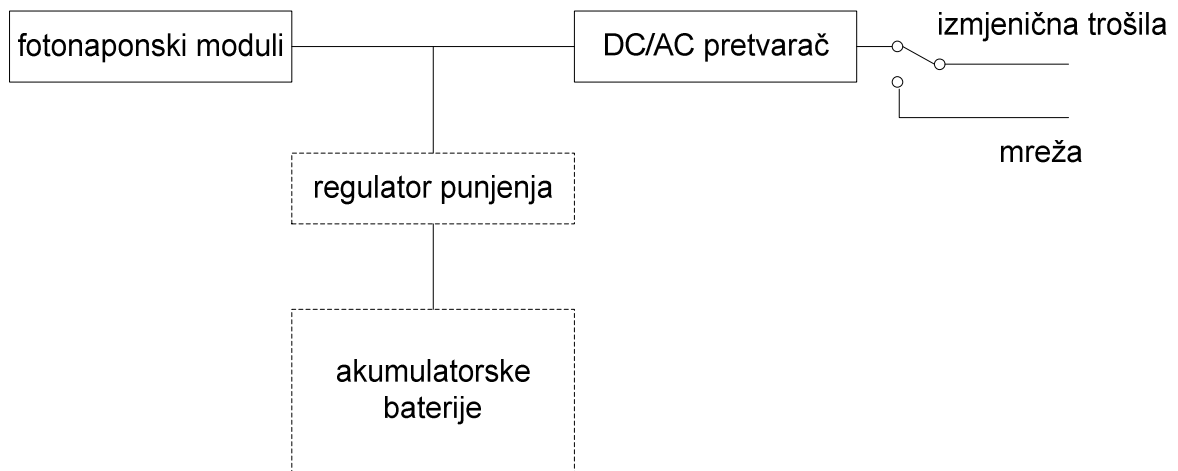 fotonaponski moduli
DC/AC pretvarač
izmjenična trošila
mreža
regulator punjenja
akumulatorske
baterije